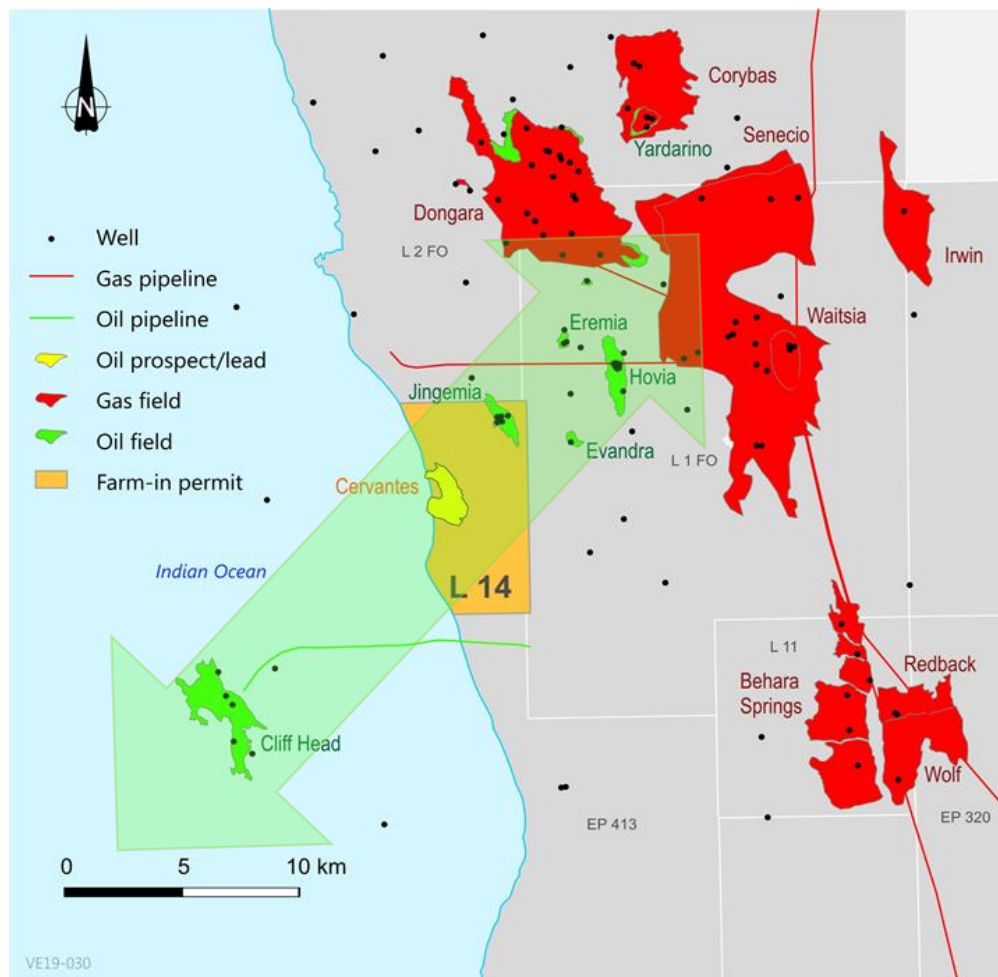 N
Corybas
Yardarino
Senecio
Dongara
L 2 FO
Irwin
Well
Gas pipeline
Oil pipeline
Oil prospect/lead
Gas field
Oil field
Farm-in permit
Eremia
Waitsia
Hovia
Jingemia
Evandra
L 1 FO
Cervantes
Indian Ocean
L 14
L 11
Redback
Behara
Springs
Wolf
Cliff Head
EP 413
EP 320
0 5 10 km
VE19-030